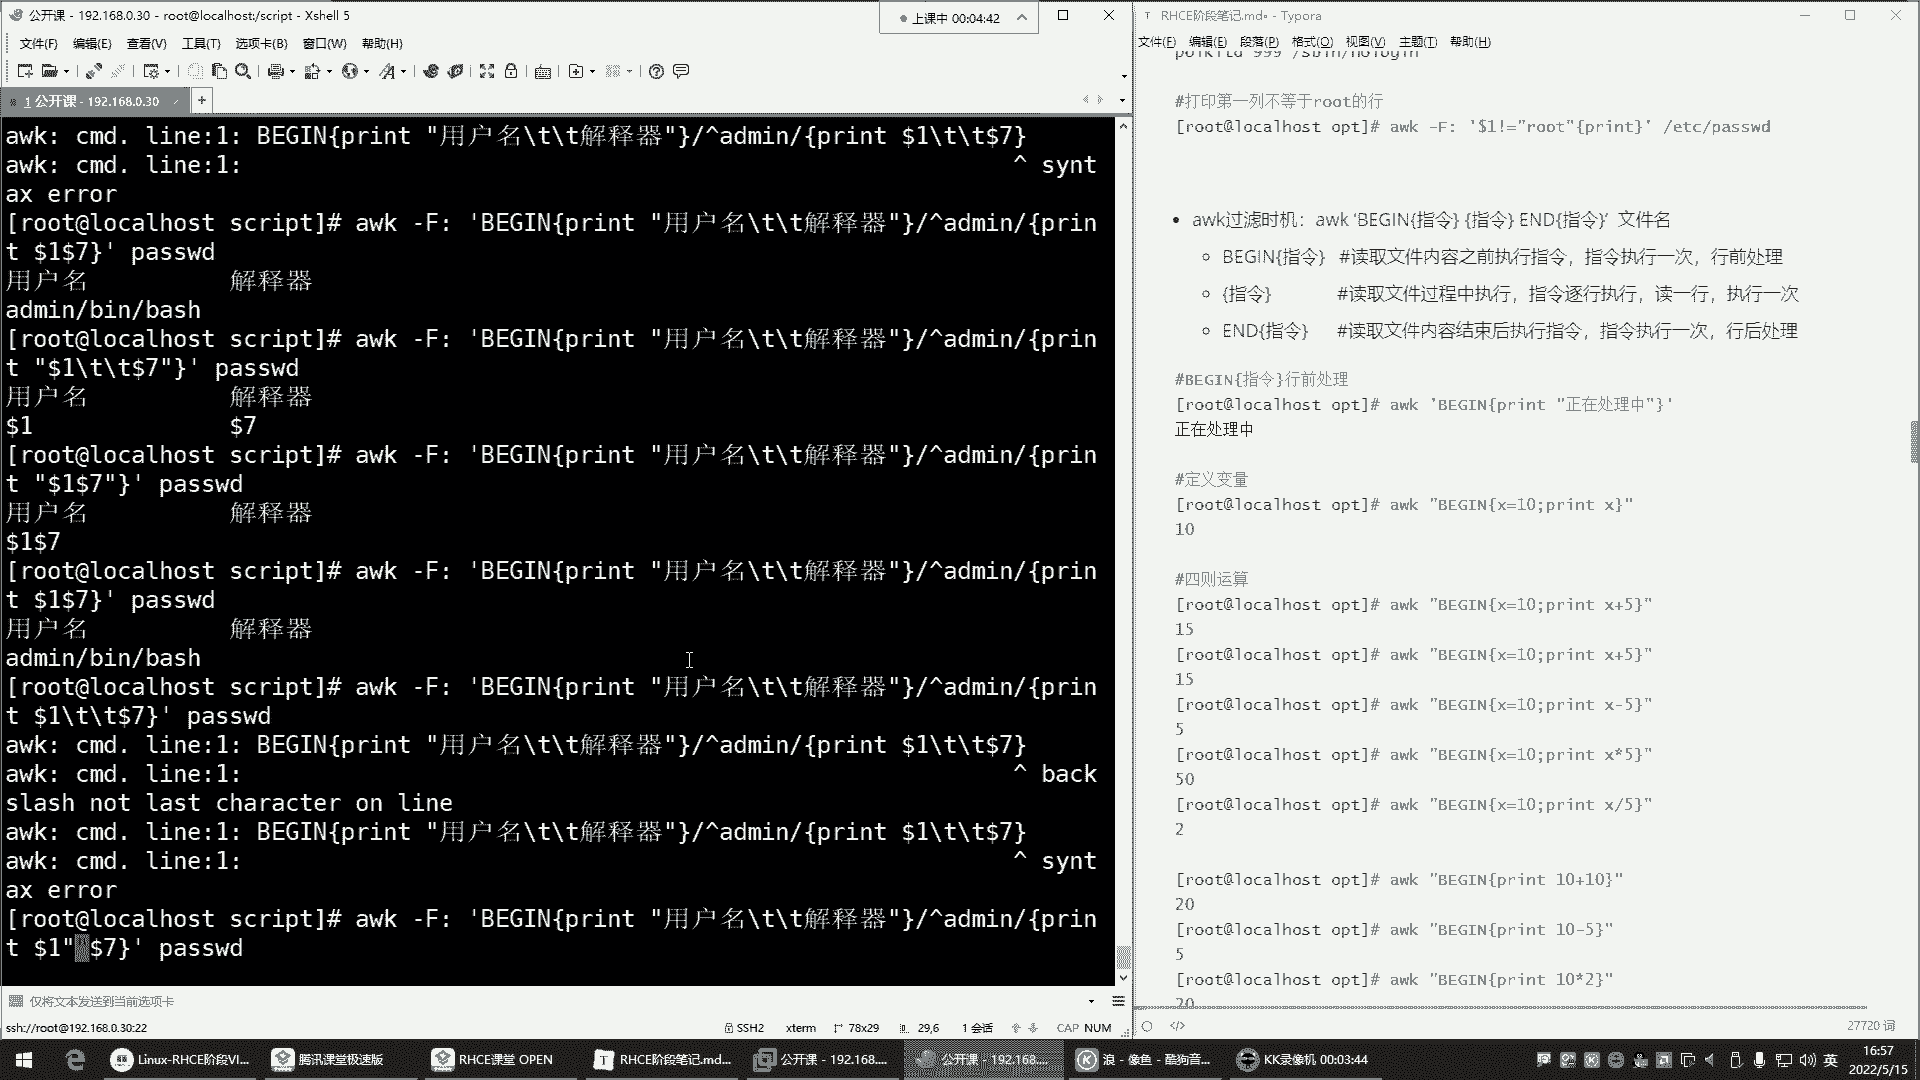 公开课 - 192.168.0.30 - root@localhost:/script - Xshell 5
上课中 00:04:42
文件(F) 编辑(E) 查看(V) 工具(T) 选项卡(B) 窗口(W) 帮助(H)
1 公开课 - 192.168.0.30
awk: cmd. line:1: BEGIN{print "用户名\t\t解释器"}/^admin/{print $1\t\t$7}
awk: cmd. line:1: ^ synt
ax error
[root@localhost script]# awk -F: 'BEGIN{print "用户名\t\t解释器"}/^admin/{prin
t $1$7}' passwd
用户名 解释器
admin/bin/bash
[root@localhost script]# awk -F: 'BEGIN{print "用户名\t\t解释器"}/^admin/{prin
t "$1\t\t$7"}' passwd
用户名 解释器
$1 $7
[root@localhost script]# awk -F: 'BEGIN{print "用户名\t\t解释器"}/^admin/{prin
t "$1$7"}' passwd
用户名 解释器
$1$7
[root@localhost script]# awk -F: 'BEGIN{print "用户名\t\t解释器"}/^admin/{prin
t $1$7}' passwd
用户名 解释器
admin/bin/bash
[root@localhost script]# awk -F: 'BEGIN{print "用户名\t\t解释器"}/^admin/{prin
t $1\t\t$7}' passwd
awk: cmd. line:1: BEGIN{print "用户名\t\t解释器"}/^admin/{print $1\t\t$7}
awk: cmd. line:1: ^ back
slash not last character on line
awk: cmd. line:1: BEGIN{print "用户名\t\t解释器"}/^admin/{print $1\t\t$7}
awk: cmd. line:1: ^ synt
ax error
[root@localhost script]# awk -F: 'BEGIN{print "用户名\t\t解释器"}/^admin/{prin
t $1" $7}' passwd
仅将文本发送到当前选项卡
ssh://root@192.168.0.30:22 SSH2 xterm 78x29 29,6 1 会话 CAP NUM
RHCE阶段笔记.md• - Typora
文件(F) 编辑(E) 段落(P) 格式(O) 视图(V) 主题(T) 帮助(H)
polkitd 999 /sbin/nologin
#打印第一列不等于root的行
[root@localhost opt]# awk -F: '$1!="root"{print}' /etc/passwd
• awk过滤时机：awk ‘BEGIN{指令} {指令} END{指令}’ 文件名
BEGIN{指令} #读取文件内容之前执行指令，指令执行一次，行前处理
{指令} #读取文件过程中执行，指令逐行执行，读一行，执行一次
END{指令} #读取文件内容结束后执行指令，指令执行一次，行后处理
#BEGIN{指令}行前处理
[root@localhost opt]# awk 'BEGIN{print "正在处理中"}'
正在处理中
#定义变量
[root@localhost opt]# awk "BEGIN{x=10;print x}"
10
#四则运算
[root@localhost opt]# awk "BEGIN{x=10;print x+5}"
15
[root@localhost opt]# awk "BEGIN{x=10;print x+5}"
15
[root@localhost opt]# awk "BEGIN{x=10;print x-5}"
5
[root@localhost opt]# awk "BEGIN{x=10;print x*5}"
50
[root@localhost opt]# awk "BEGIN{x=10;print x/5}"
2
[root@localhost opt]# awk "BEGIN{print 10+10}"
20
[root@localhost opt]# awk "BEGIN{print 10-5}"
5
[root@localhost opt]# awk "BEGIN{print 10*2}"
20
</> 27720 词
Linux-RHCE阶段VI... 腾讯课堂极速版 RHCE课堂 OPEN RHCE阶段笔记.md... 公开课 - 192.168.... 公开课 - 192.168.... 浪 - 像鱼 - 酷狗音... KK录像机 00:03:44 英
16:57
2022/5/15